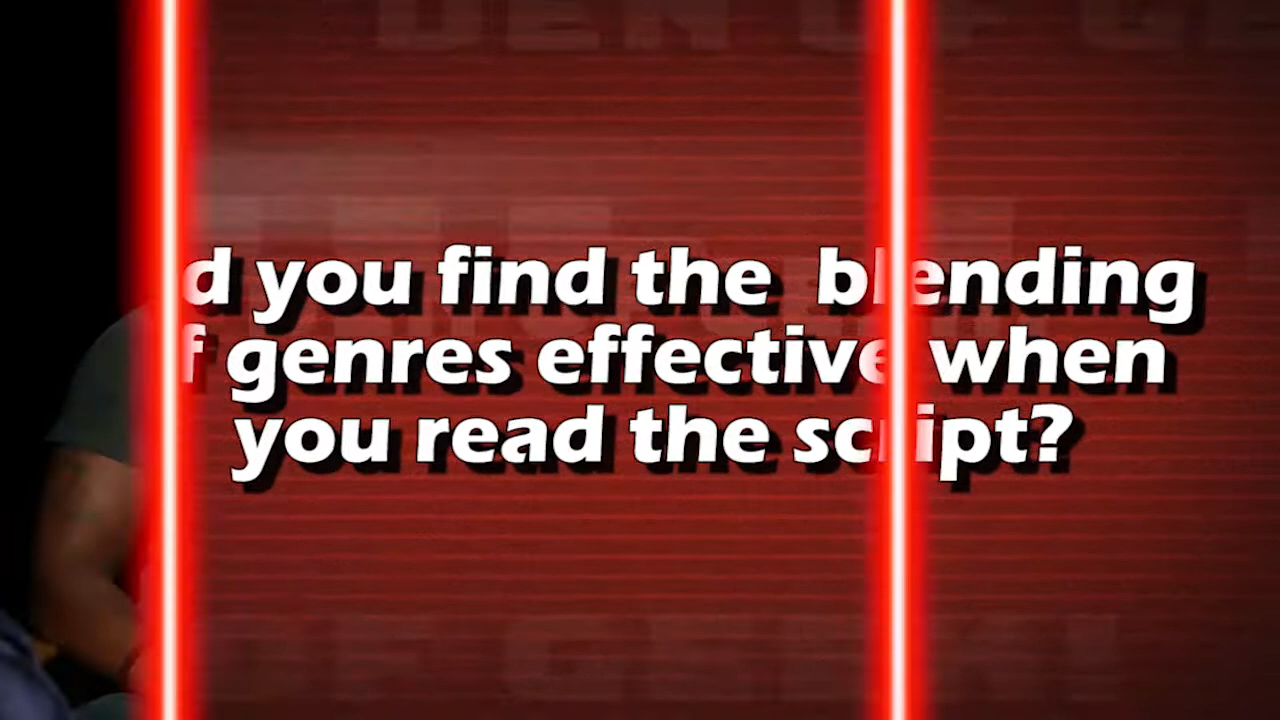 d you find the blending
f genres effective when
you read the script?